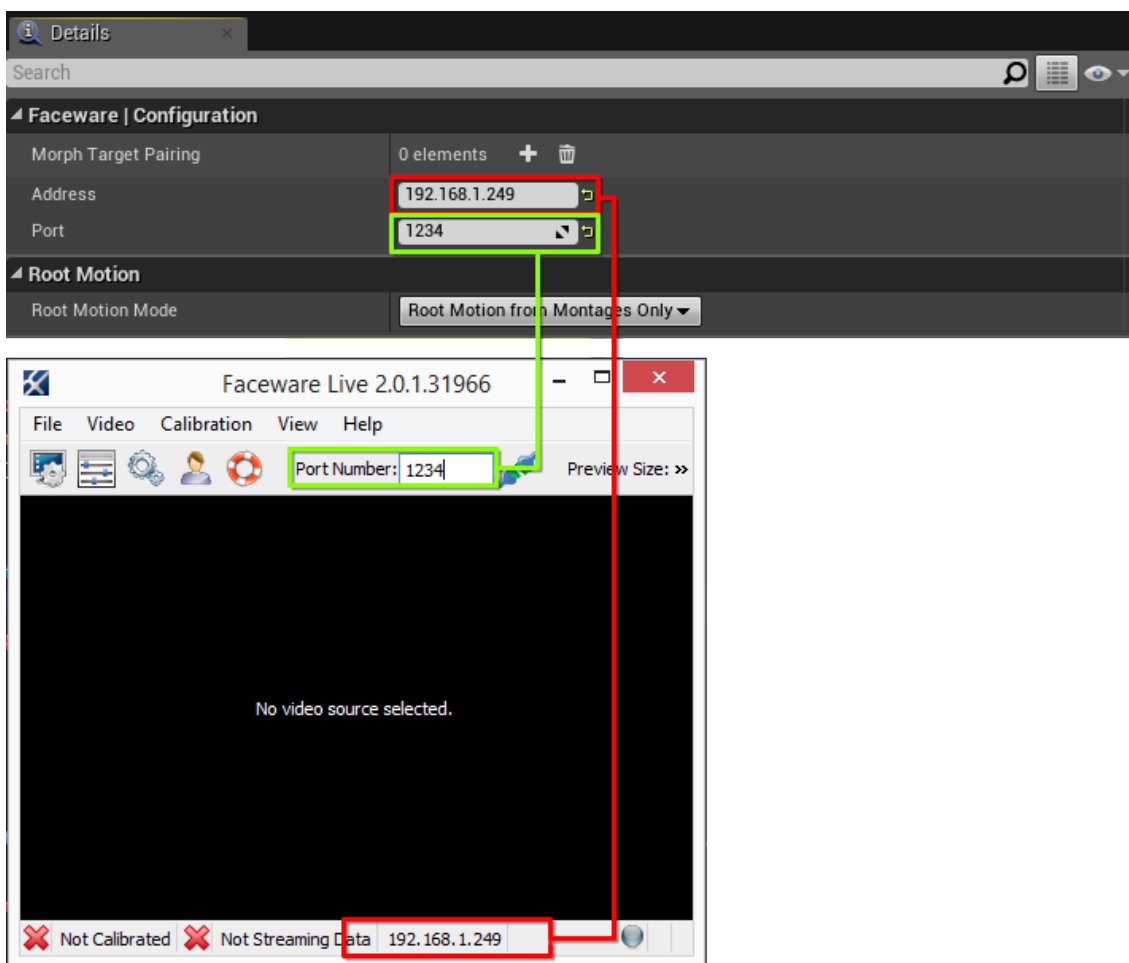 Details
Search
Faceware | Configuration
Morph Target Pairing 0 elements
Address 192.168.1.249
Port 1234
Root Motion
Root Motion Mode Root Motion from Montages Only
Faceware Live 2.0.1.31966
File Video Calibration View Help
Port Number: 1234 Preview Size: »
No video source selected.
Not Calibrated Not Streaming Data 192.168.1.249